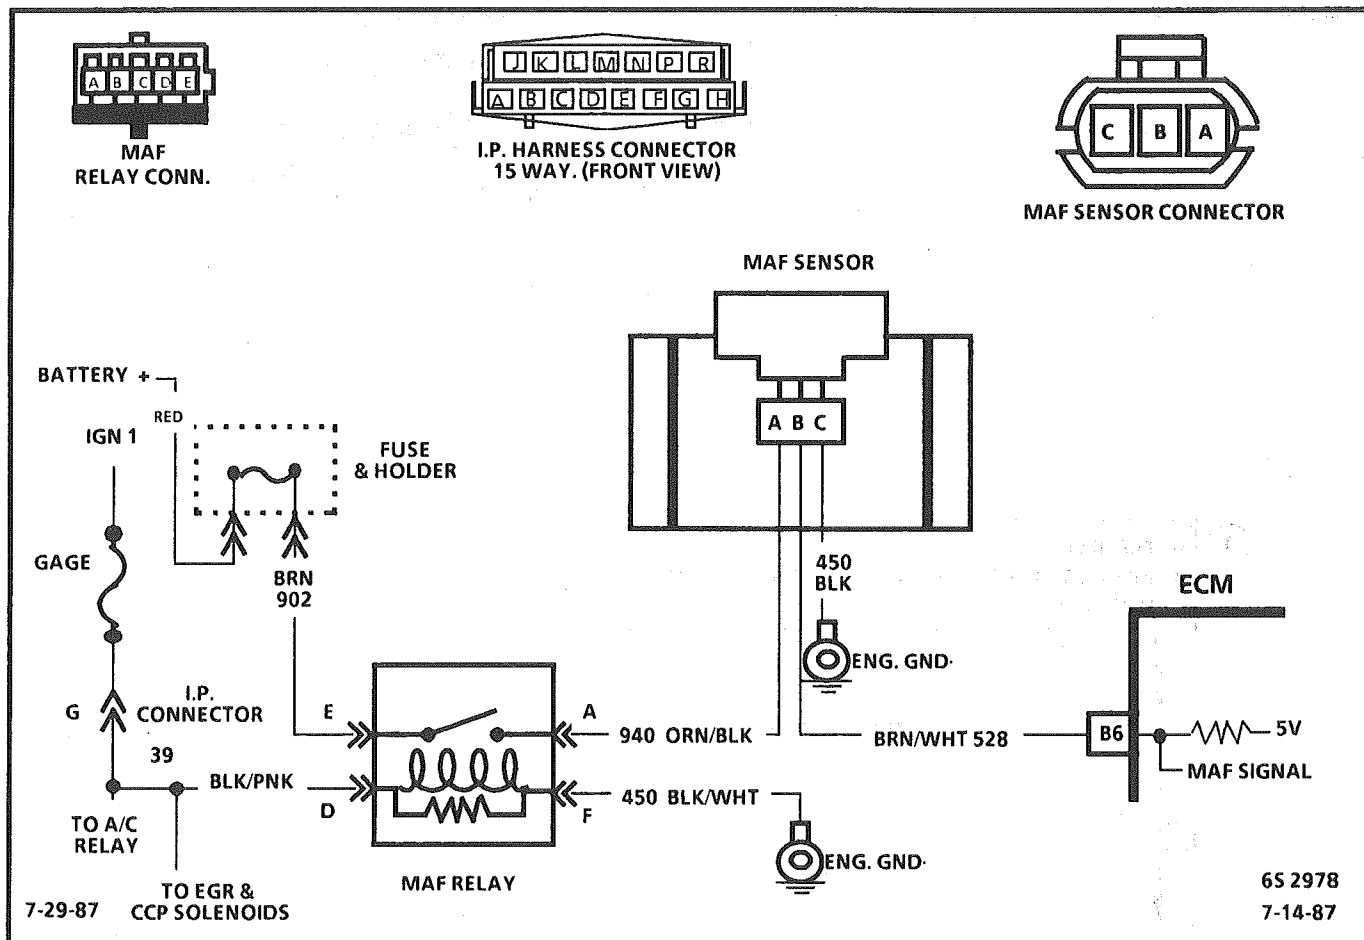 A B C D E
MAF
RELAY CONN.
J K L M N P R
A B C D E F G H
I.P. HARNESS CONNECTOR
15 WAY. (FRONT VIEW)
C B A
MAF SENSOR CONNECTOR
MAF SENSOR
A B C
BATTERY +
RED
IGN 1
FUSE
& HOLDER
GAGE
BRN
902
450
BLK
ENG. GND.
ECM
G
I.P.
CONNECTOR
39
BLK/PNK
E
A
D
F
940 ORN/BLK
BRN/WHT 528
B6
5V
MAF SIGNAL
450 BLK/WHT
ENG. GND.
TO A/C
RELAY
TO EGR &
CCP SOLENOIDS
MAF RELAY
7-29-87
6S 2978
7-14-87